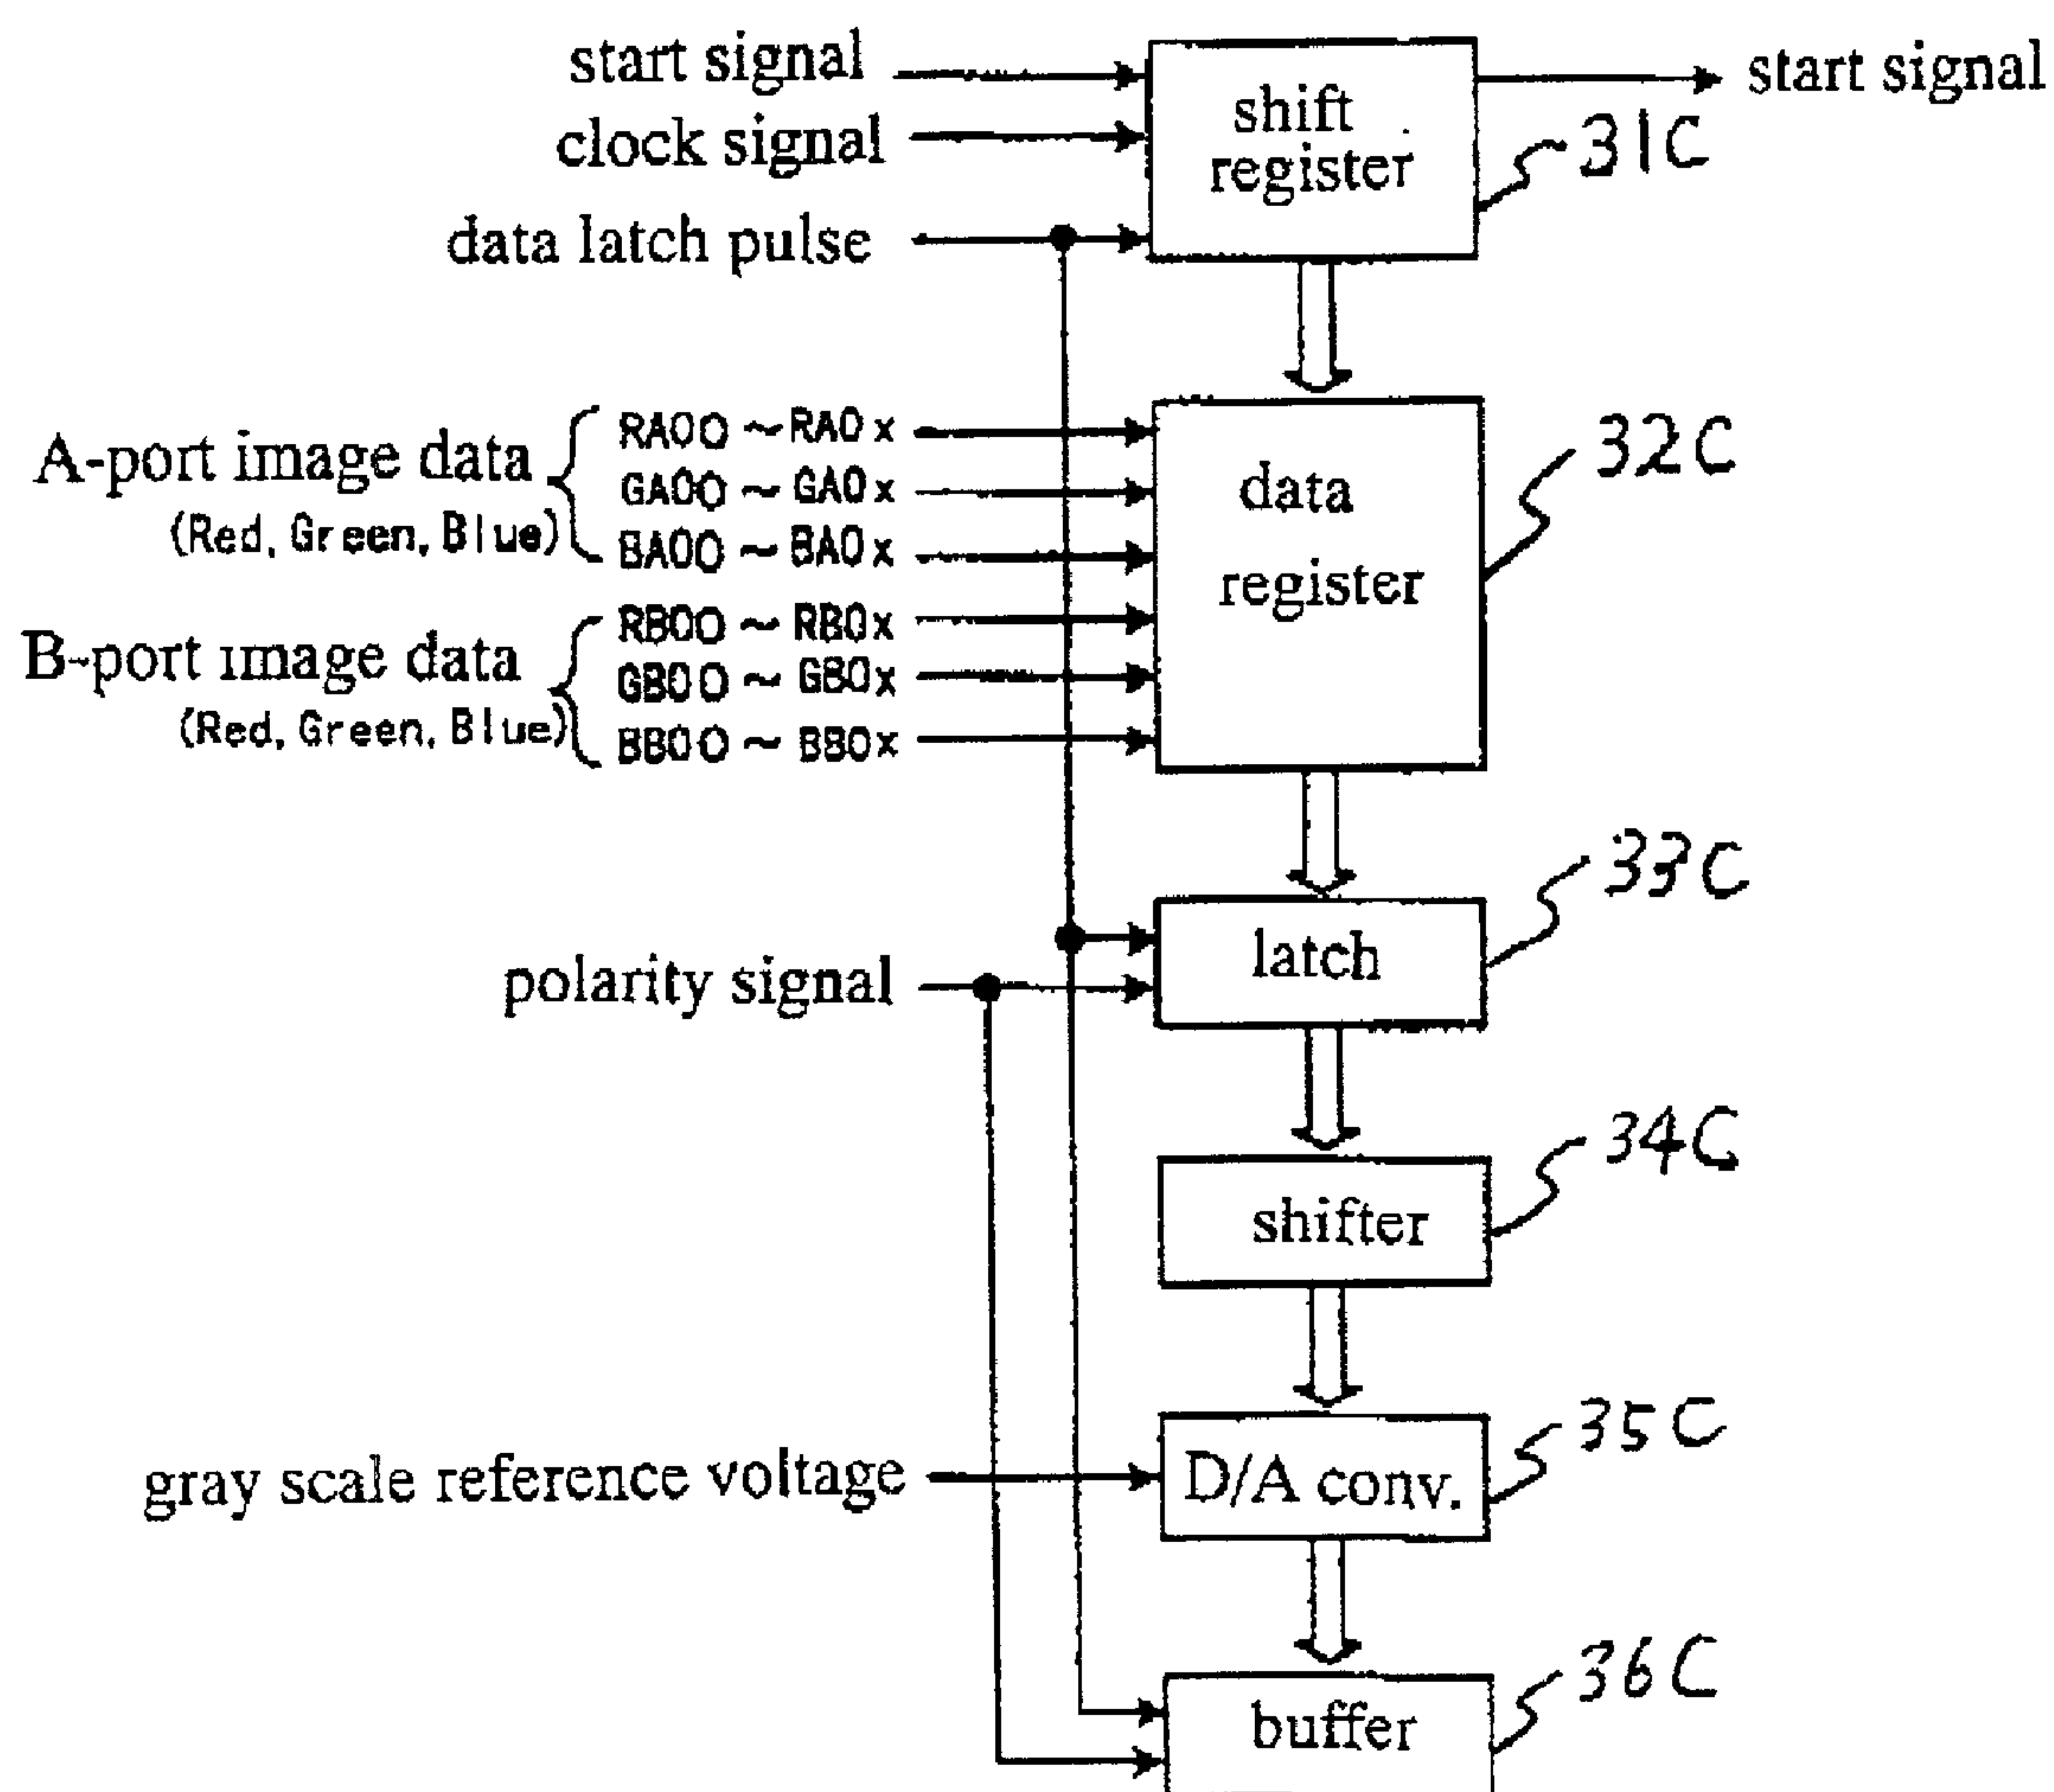 start signal
clock signal
data latch pulse
shift
register
start signal
31C
A-port image data
(Red, Green, Blue)
RA00 ~ RA0x
GA00 ~ GA0x
BA00 ~ BA0x
B-port image data
(Red, Green, Blue)
RB00 ~ RB0x
GB00 ~ GB0x
BB00 ~ BB0x
data
register
32C
polarity signal
latch
33C
shifter
34C
gray scale reference voltage
D/A conv.
35C
buffer
36C